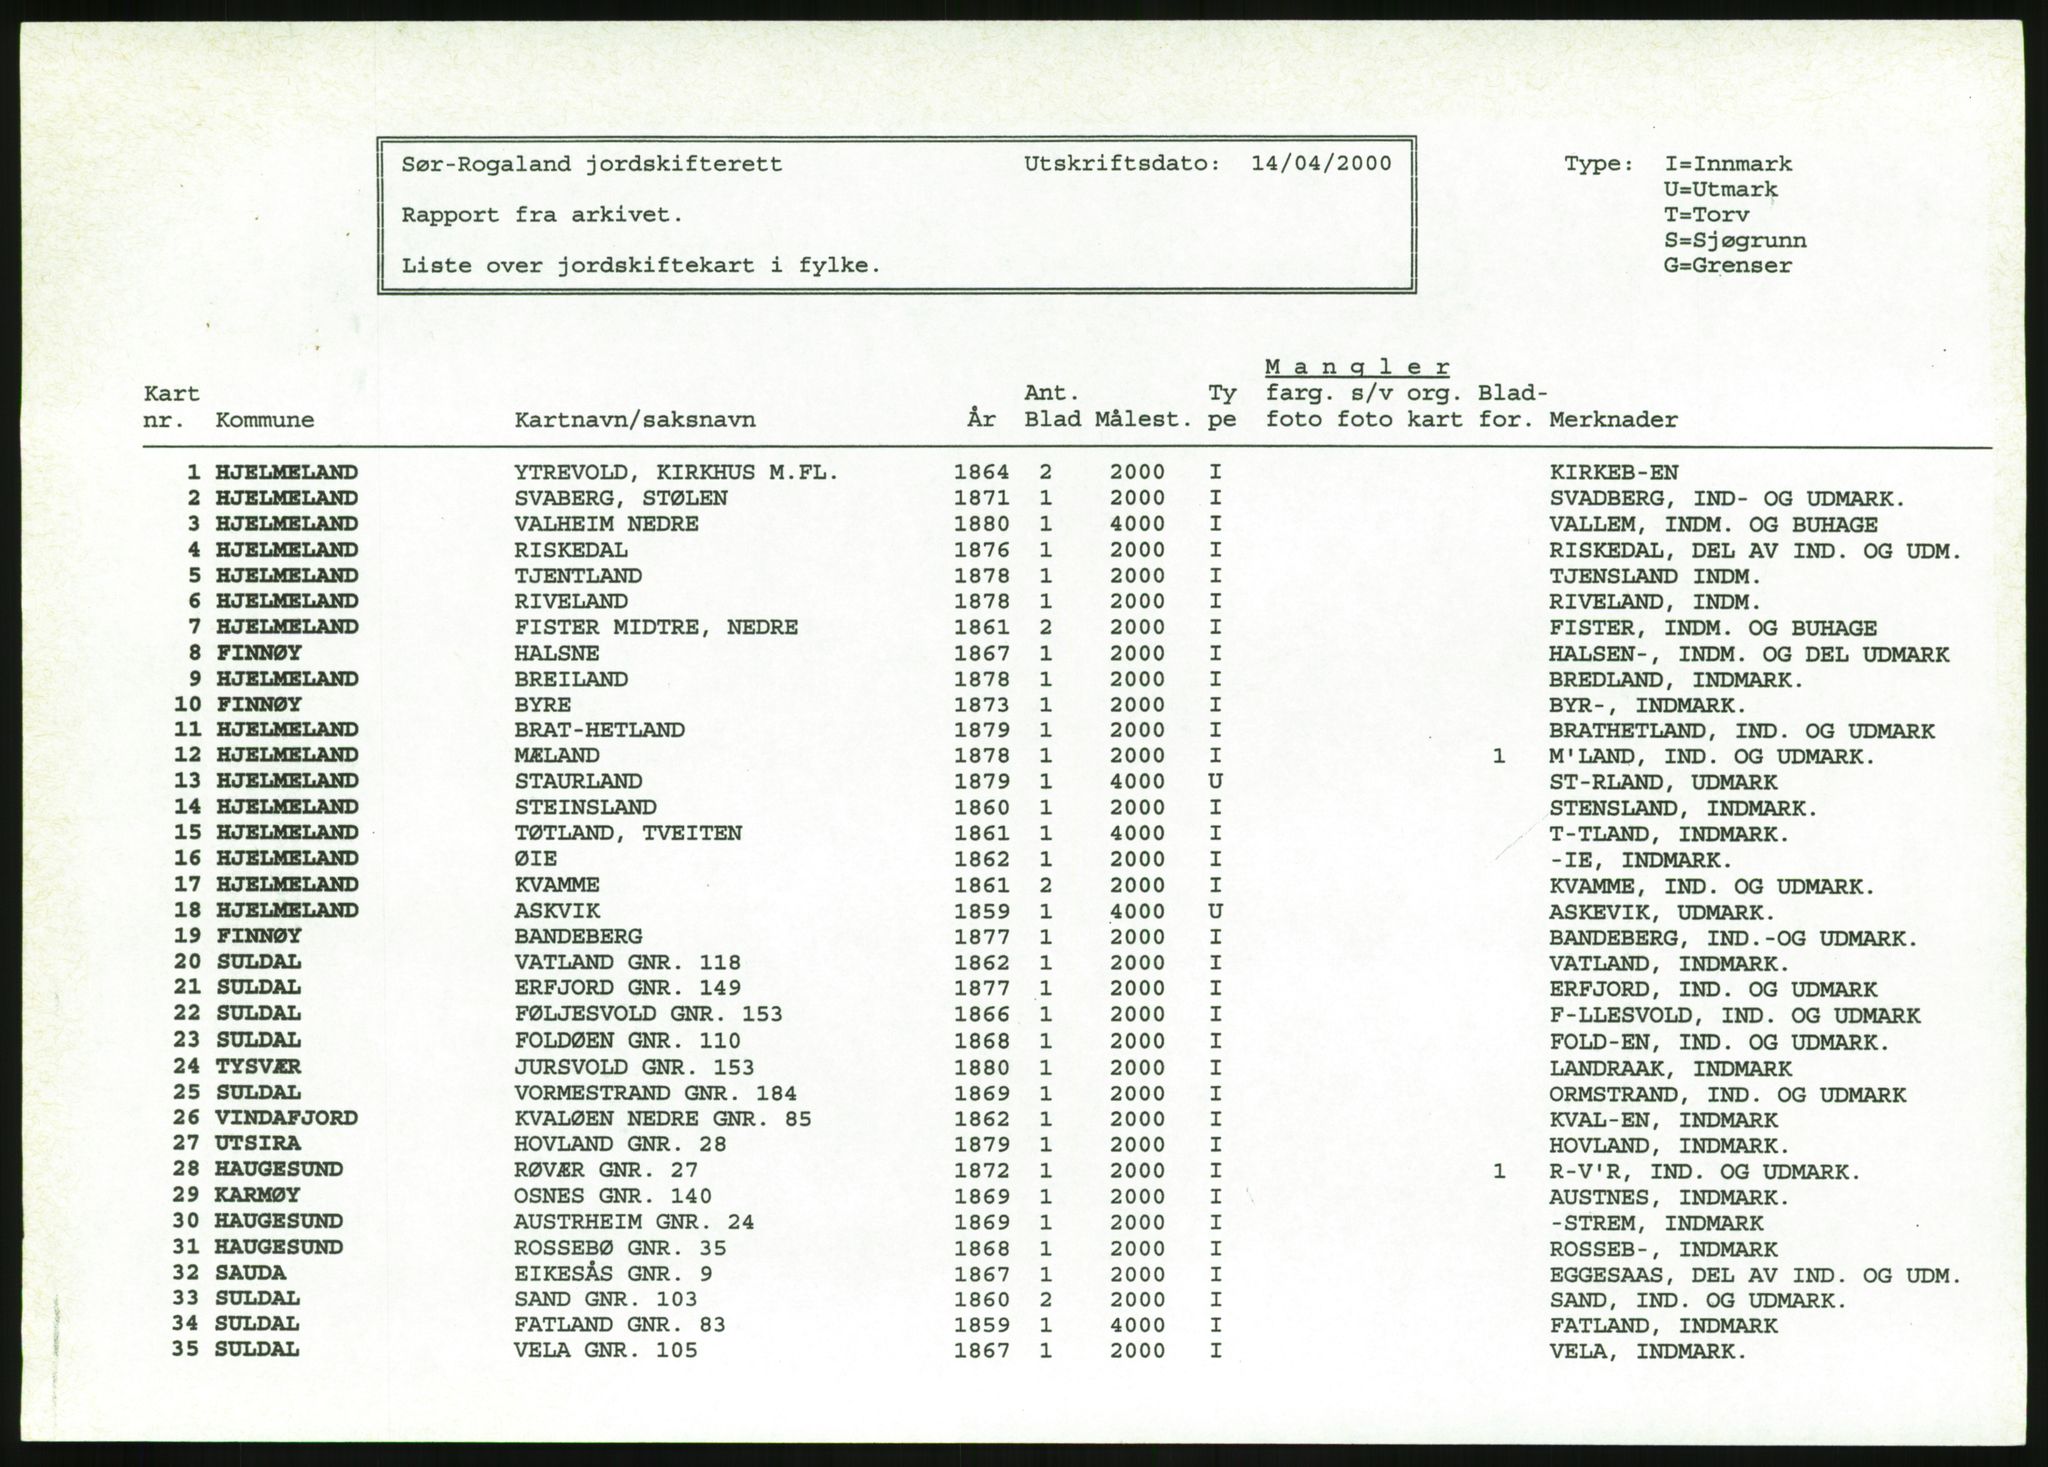 Sør-Rogaland jordskifterett Utskriftsdato: 14/04/2000 Type: I=Innmark
U=Utmark
Rapport fra arkivet. T=Torv
S=Sjøgrunn
Liste over jordskiftekart i fylke. G=Grenser
M a n g l e r
Kart Ant. Ty farg. s/v org. Blad-
nr. Kommune Kartnavn/saksnavn År Blad Målest. pe foto foto kart for. Merknader
1 HJELMELAND YTREVOLD, KIRKHUS M.FL. 1864 2 2000 I KIRKEB-EN
2 HJELMELAND SVABERG, STØLEN 1871 1 2000 I SVADBERG, IND- OG UDMARK.
3 HJELMELAND VALHEIM NEDRE 1880 1 4000 I VALLEM, INDM. OG BUHAGE
4 HJELMELAND RISKEDAL 1876 1 2000 I RISKEDAL, DEL AV IND. OG UDM.
5 HJELMELAND TJENTLAND 1878 1 2000 I TJENSLAND INDM.
6 HJELMELAND RIVELAND 1878 1 2000 I RIVELAND, INDM.
7 HJELMELAND FISTER MIDTRE, NEDRE 1861 2 2000 I FISTER, INDM. OG BUHAGE
8 FINNØY HALSNE 1867 1 2000 I HALSEN-, INDM. OG DEL UDMARK
9 HJELMELAND BREILAND 1878 1 2000 I BREDLAND, INDMARK.
10 FINNØY BYRE 1873 1 2000 I BYR-, INDMARK.
11 HJELMELAND BRAT-HETLAND 1879 1 2000 I BRATHETLAND, IND. OG UDMARK
12 HJELMELAND MÆLAND 1878 1 2000 I 1 M'LAND, IND. OG UDMARK.
13 HJELMELAND STAURLAND 1879 1 4000 U ST-RLAND, UDMARK
14 HJELMELAND STEINSLAND 1860 1 2000 I STENSLAND, INDMARK.
15 HJELMELAND TØTLAND, TVEITEN 1861 1 4000 I T-TLAND, INDMARK.
16 HJELMELAND ØIE 1862 1 2000 I -IE, INDMARK.
17 HJELMELAND KVAMME 1861 2 2000 I KVAMME, IND. OG UDMARK.
18 HJELMELAND ASKVIK 1859 1 4000 U ASKEVIK, UDMARK.
19 FINNØY BANDEBERG 1877 1 2000 I BANDEBERG, IND.-OG UDMARK.
20 SULDAL VATLAND GNR. 118 1862 1 2000 I VATLAND, INDMARK.
21 SULDAL ERFJORD GNR. 149 1877 1 2000 I ERFJORD, IND. OG UDMARK
22 SULDAL FØLJESVOLD GNR. 153 1866 1 2000 I F-LLESVOLD, IND. OG UDMARK
23 SULDAL FOLDØEN GNR. 110 1868 1 2000 I FOLD-EN, IND. OG UDMARK.
24 TYSVÆR JURSVOLD GNR. 153 1880 1 2000 I LANDRAAK, INDMARK
25 SULDAL VORMESTRAND GNR. 184 1869 1 2000 I ORMSTRAND, IND. OG UDMARK
26 VINDAFJORD KVALØEN NEDRE GNR. 85 1862 1 2000 I KVAL-EN, INDMARK
27 UTSIRA HOVLAND GNR. 28 1879 1 2000 I HOVLAND, INDMARK.
28 HAUGESUND RØVÆR GNR. 27 1872 1 2000 I 1 R-V'R, IND. OG UDMARK.
29 KARMØY OSNES GNR. 140 1869 1 2000 I AUSTNES, INDMARK.
30 HAUGESUND AUSTRHEIM GNR. 24 1869 1 2000 I -STREM, INDMARK
31 HAUGESUND ROSSEBØ GNR. 35 1868 1 2000 I ROSSEB-, INDMARK
32 SAUDA EIKESÅS GNR. 9 1867 1 2000 I EGGESAAS, DEL AV IND. OG UDM.
33 SULDAL SAND GNR. 103 1860 2 2000 I SAND, IND. OG UDMARK.
34 SULDAL FATLAND GNR. 83 1859 1 4000 I FATLAND, INDMARK
35 SULDAL VELA GNR. 105 1867 1 2000 I VELA, INDMARK.